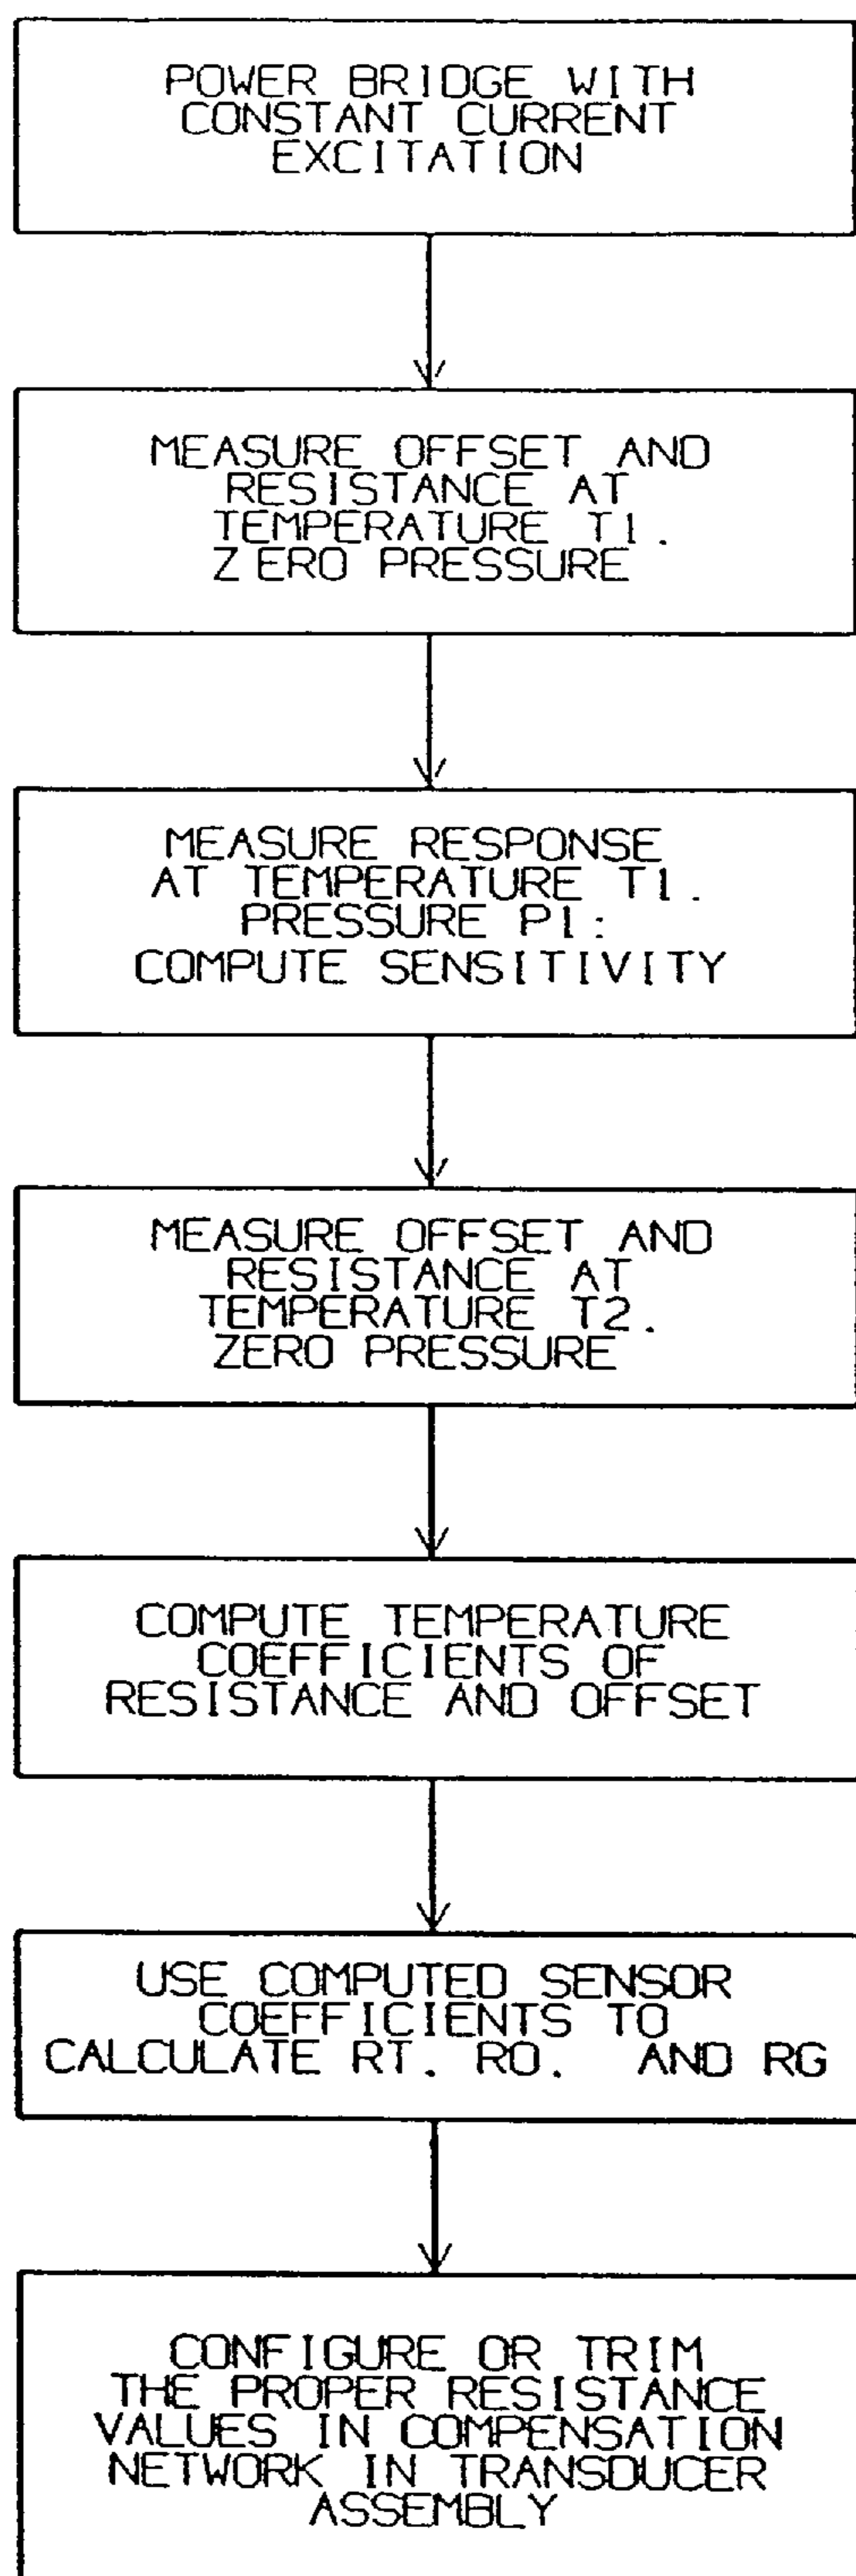 POWER BRIDGE WITH
CONSTANT CURRENT
EXCITATION
MEASURE OFFSET AND
RESISTANCE AT
TEMPERATURE T1.
ZERO PRESSURE
MEASURE RESPONSE
AT TEMPERATURE T1.
PRESSURE P1:
COMPUTE SENSITIVITY
MEASURE OFFSET AND
RESISTANCE AT
TEMPERATURE T2.
ZERO PRESSURE
COMPUTE TEMPERATURE
COEFFICIENTS OF
RESISTANCE AND OFFSET
USE COMPUTED SENSOR
COEFFICIENTS TO
CALCULATE RT. RO. AND RG
CONFIGURE OR TRIM
THE PROPER RESISTANCE
VALUES IN COMPENSATION
NETWORK IN TRANSDUCER
ASSEMBLY